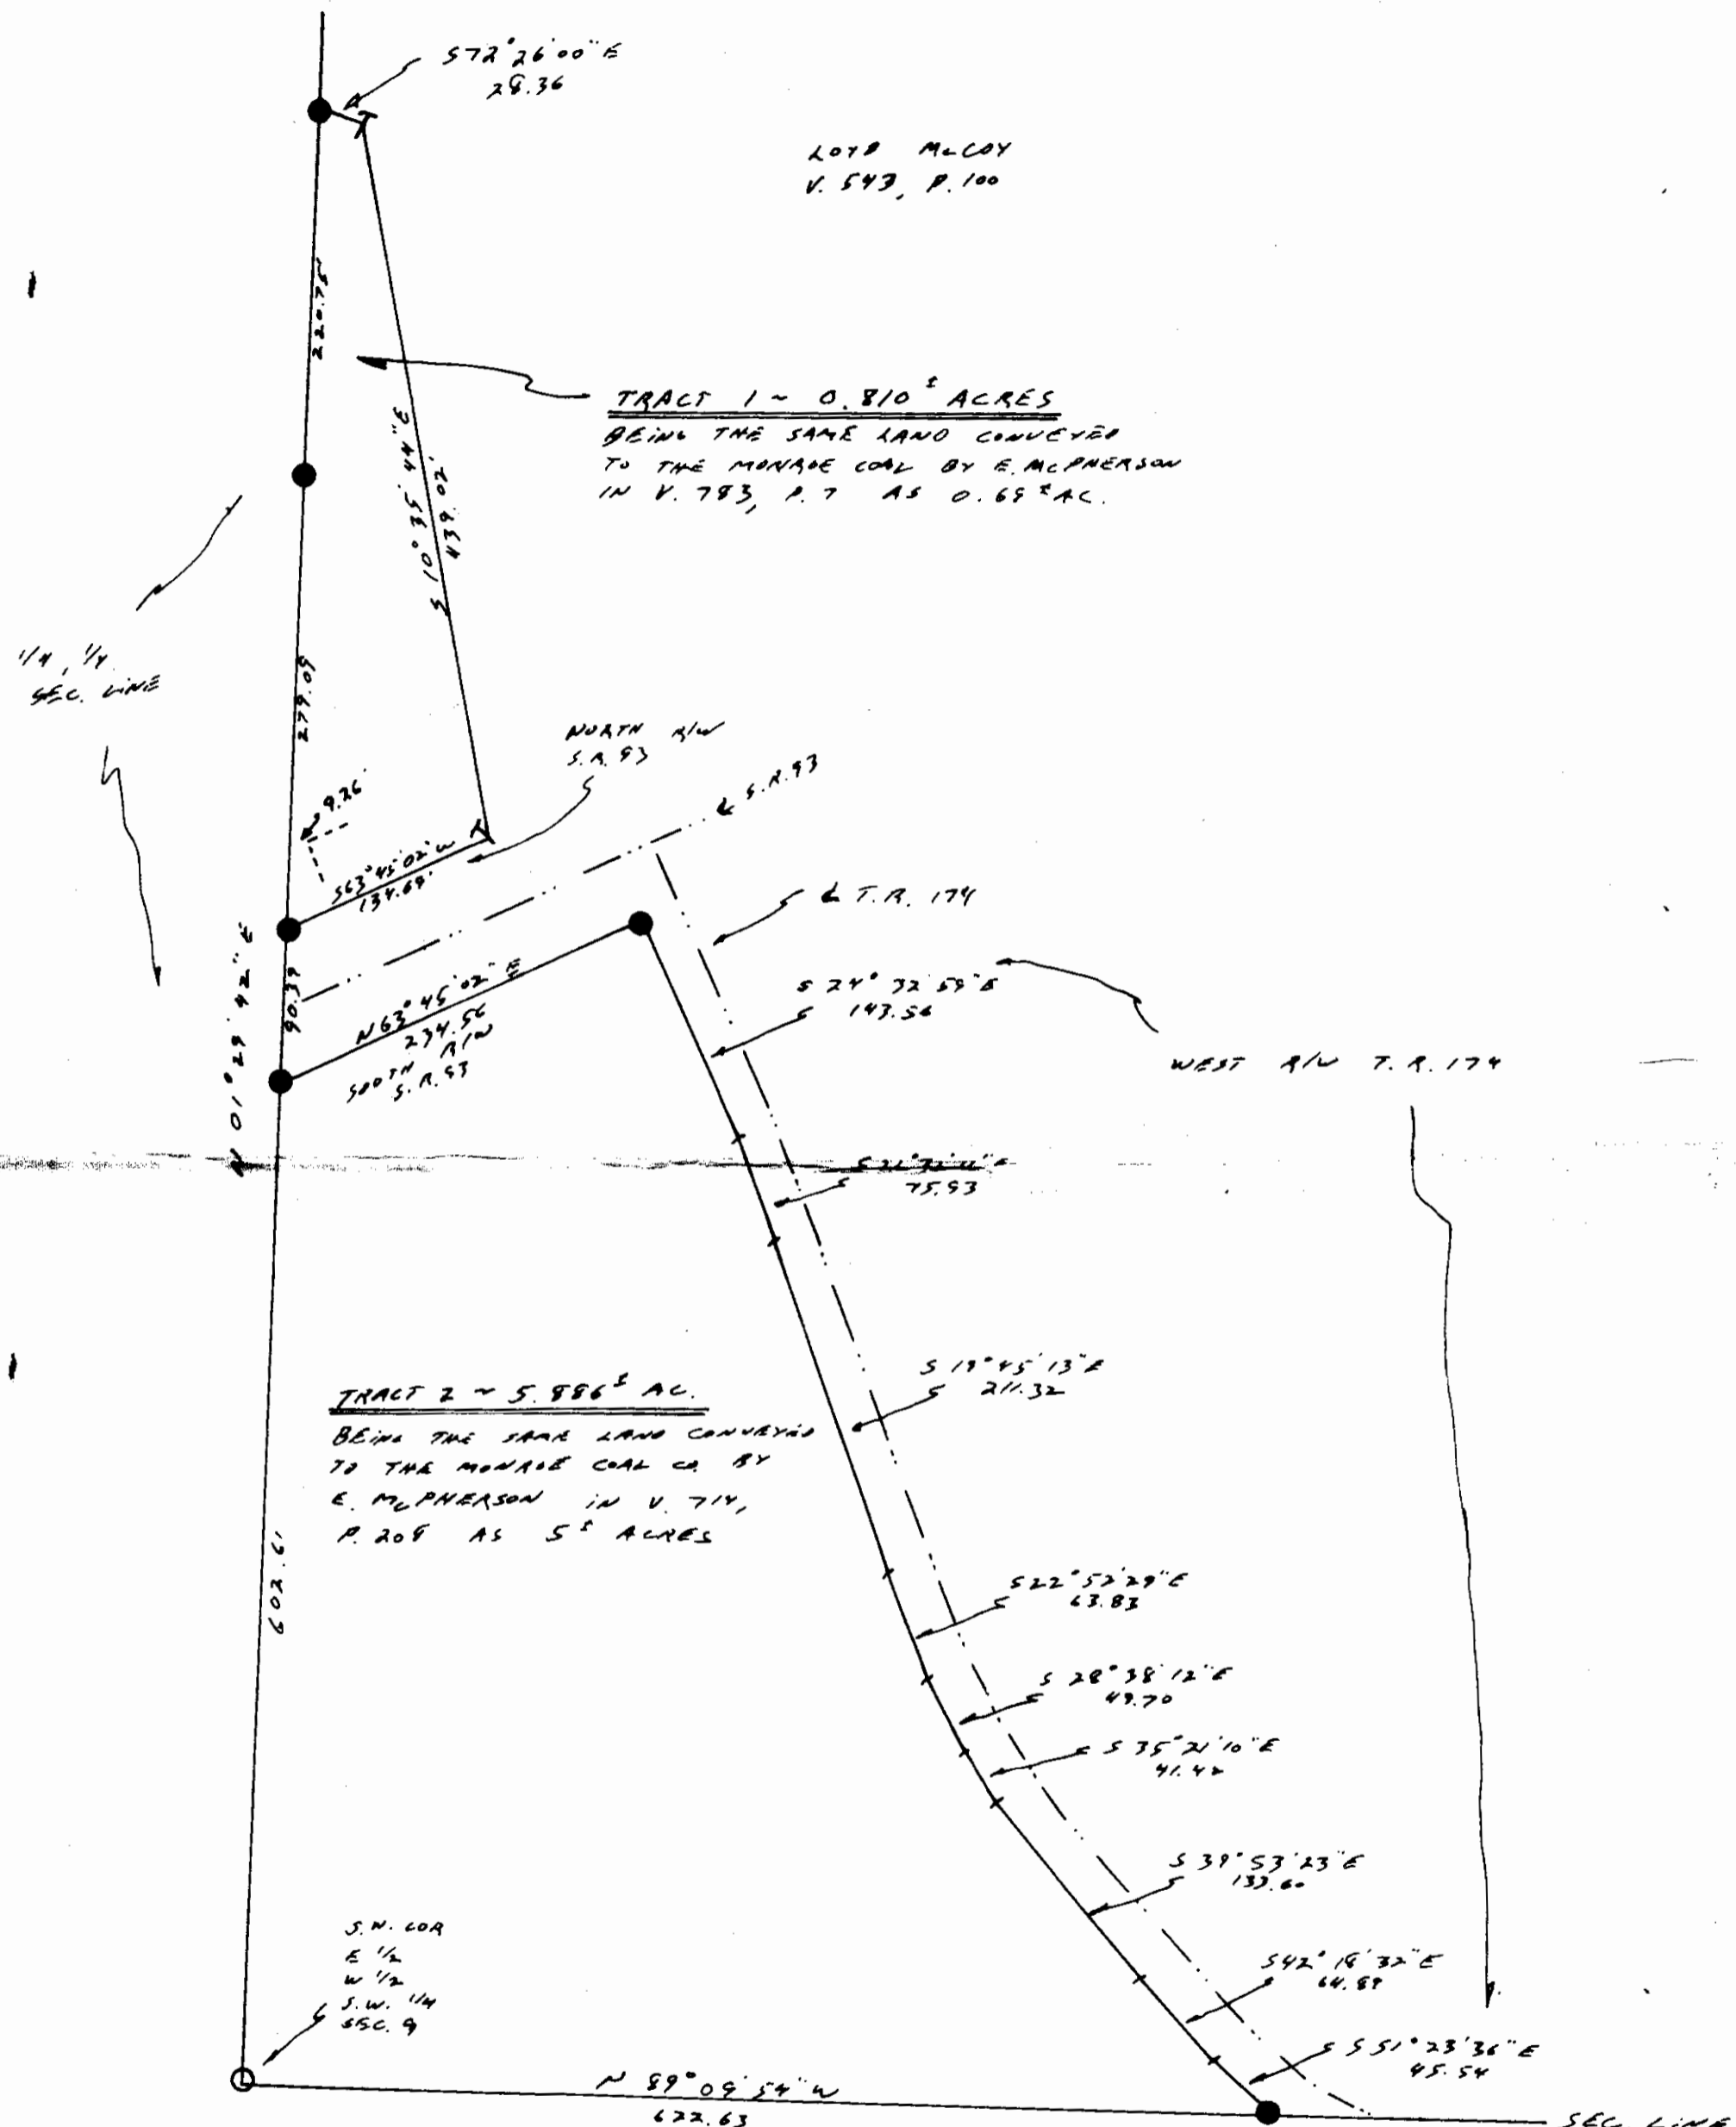 S72°26'00"E
28.36
LOYD McCOY
V. 543, P. 100
220.75
TRACT 1 ~ 0.810± ACRES
BEING THE SAME LAND CONVEYED
TO THE MONROE COAL BY E. McPHERSON
IN V. 783, P. 7 AS 0.69± AC.
S 10°35'44"E
439.02'
1/4, 1/4
SEC. LINE
279.09
NORTH R/W
S.R. 93
9.26'
℄ S.R. 93
S63°45'02"W
134.69'
℄ T.R. 174
N 01°29'42"E
90.39
N63°45'02"E
234.56
SOUTH R/W
S.R. 93
S 24°32'59"E
143.56
WEST R/W T.R. 174
75.93
S 19°45'13"E
211.32
TRACT 2 ~ 5.886± AC.
BEING THE SAME LAND CONVEYED
TO THE MONROE COAL CO. BY
E. McPHERSON IN V. 714,
P. 208 AS 5± ACRES
602.61
S22°52'29"E
63.83
S 28°38'12"E
49.70
S 35°21'10"E
41.42
S 39°53'23"E
133.60
S.W. COR
E 1/2
W 1/2
S.W. 1/4
SEC. 9
S42°18'32"E
64.89
S 51°23'36"E
45.54
N 89°09'54"W
622.63
SEC. LINE